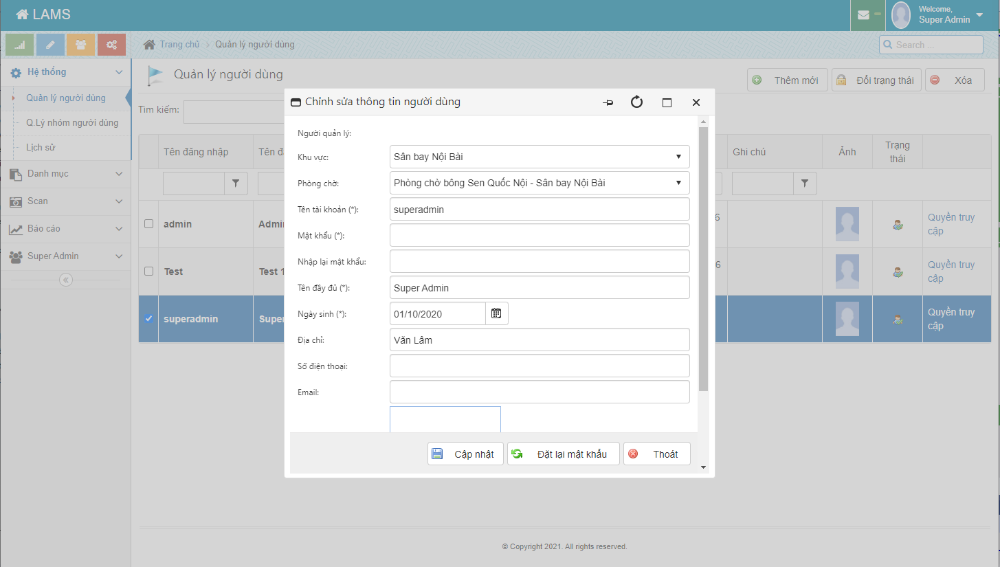 LAMS
Welcome,
Super Admin
Trang chủ
Quản lý người dùng
Search ...
Hệ thống
Quản lý người dùng
Q.Lý nhóm người dùng
Lịch sử
Danh mục
Scan
Báo cáo
Super Admin
Quản lý người dùng
Thêm mới
Đổi trạng thái
Xóa
Tìm kiếm:
Tên đăng nhập
Tên đ
Ghi chú
Ảnh
Trạng thái
admin
Admi
6
Quyền truy cập
Test
Test 1
6
Quyền truy cập
superadmin
Supe
Quyền truy cập
Chỉnh sửa thông tin người dùng
Người quản lý:
Khu vực:
Sân bay Nội Bài
Phòng chờ:
Phòng chờ bông Sen Quốc Nội - Sân bay Nội Bài
Tên tài khoản (*):
superadmin
Mật khẩu (*):
Nhập lại mật khẩu:
Tên đầy đủ (*):
Super Admin
Ngày sinh (*):
01/10/2020
Địa chỉ:
Văn Lâm
Số điện thoại:
Email:
Cập nhật
Đặt lại mật khẩu
Thoát
© Copyright 2021. All rights reserved.